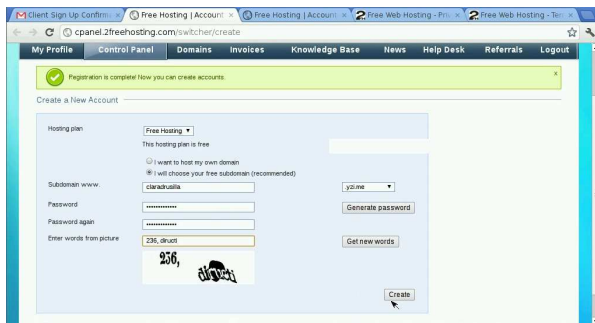 Client Sign Up Confirm
Free Hosting | Account
Free Hosting | Account
Free Web Hosting - Fre
Free Web Hosting - Ter
cpanel.2freehosting.com/switcher/create
My Profile Control Panel Domains Invoices Knowledge Base News Help Desk Referrals Logout
Registration is complete! Now you can create accounts. x
Create a New Account
Hosting plan Free Hosting
This hosting plan is free
I want to host my own domain
I will choose your free subdomain (recommended)
Subdomain www. claradrusilla .yzi.me
Password Generate password
Password again
Enter words from picture 236, diructi Get new words
236,
Create